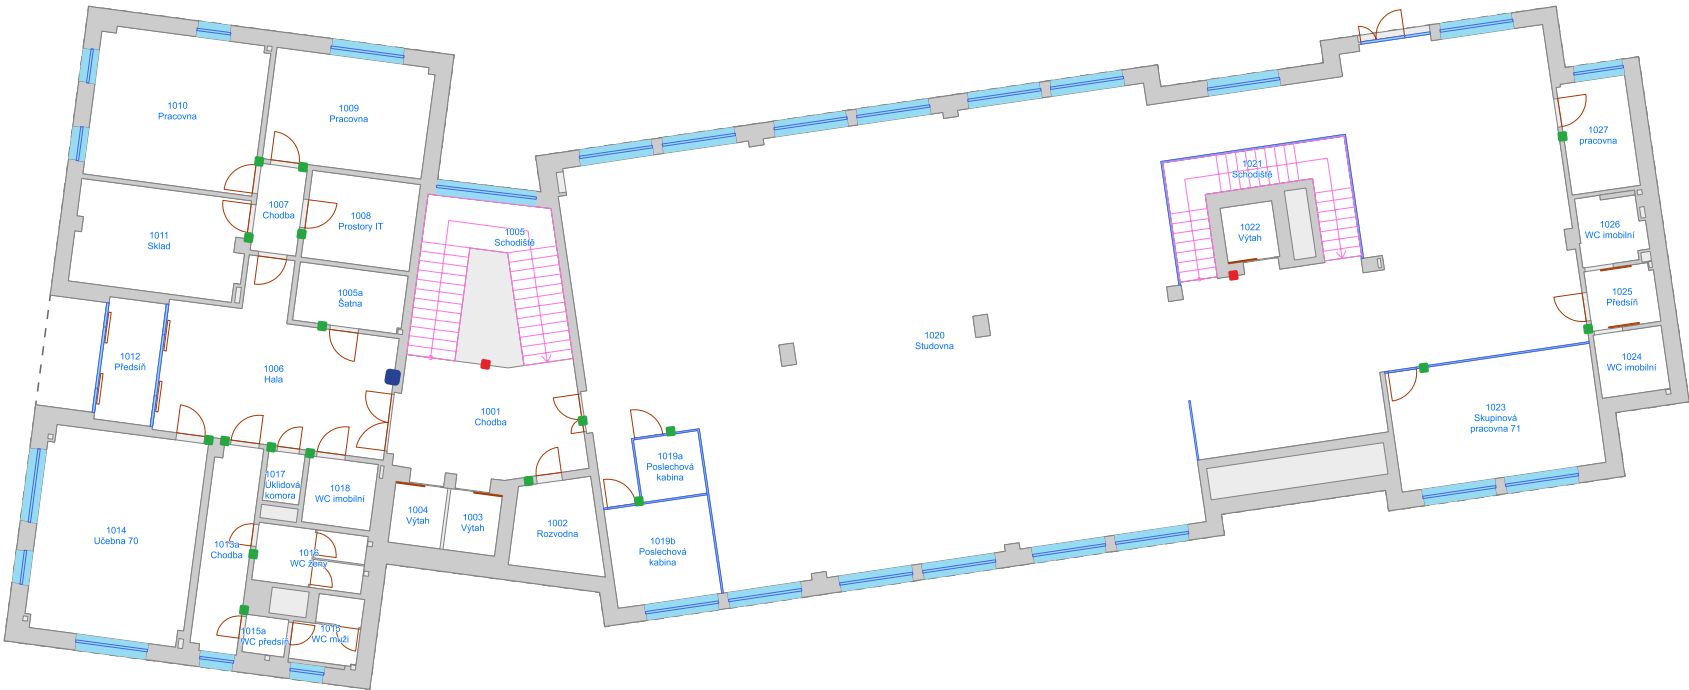 1010
Pracovna
1009
Pracovna
1007
Chodba
1008
Prostory IT
1011
Sklad
1005
Schodiště
1005a
Šatna
1012
Předsíň
1006
Hala
1001
Chodba
1014
Učebna 70
1017
Úklidová
komora
1018
WC imobilní
1004
Výtah
1003
Výtah
1002
Rozvodna
1013a
Chodba
1016
WC ženy
1015a
WC předsíň
1015
WC muži
1019a
Poslechová
kabina
1019b
Poslechová
kabina
1020
Studovna
1021
Schodiště
1022
Výtah
1027
pracovna
1026
WC imobilní
1025
Předsíň
1024
WC imobilní
1023
Skupinová
pracovna 71